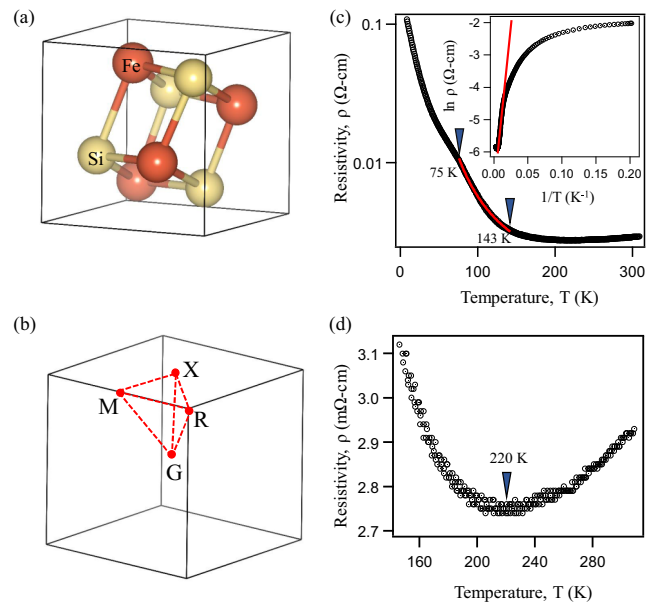 (a)
Fe
Si
(b)
X
M
R
G
(c)
0.1
0.01
Resistivity, ρ (Ω-cm)
75 K
143 K
0
100
200
300
Temperature, T (K)
-2
-3
-4
-5
-6
ln ρ (Ω-cm)
0.00
0.05
0.10
0.15
0.20
1/T (K⁻¹)
(d)
3.1
3.0
2.9
2.8
2.7
Resistivity, ρ (mΩ-cm)
220 K
160
200
240
280
Temperature, T (K)